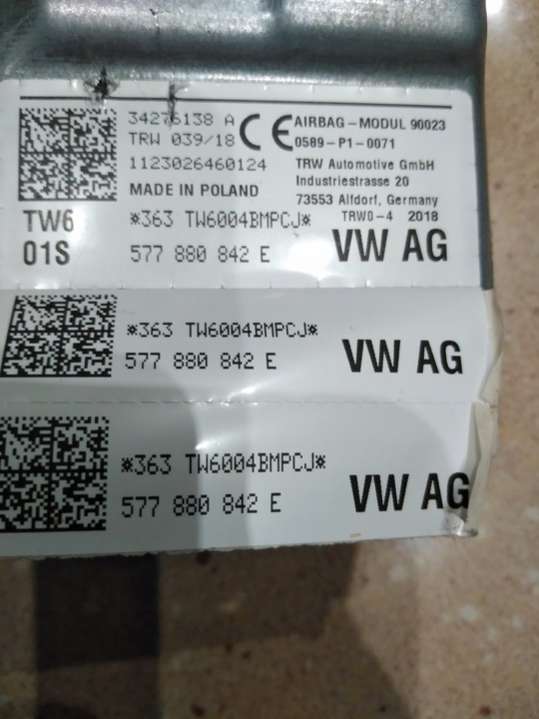 34276138 A
TRW 039/18
1123026460124
MADE IN POLAND
CE
AIRBAG-MODUL 90023
0589-P1-0071
TRW Automotive GmbH
Industriestrasse 20
73553 Alfdorf, Germany
TRWO-4 2018
TW6
01S
*363 TW6004BMPCJ*
577 880 842 E
VW AG
*363 TW6004BMPCJ*
577 880 842 E
VW AG
*363 TW6004BMPCJ*
577 880 842 E
VW AG